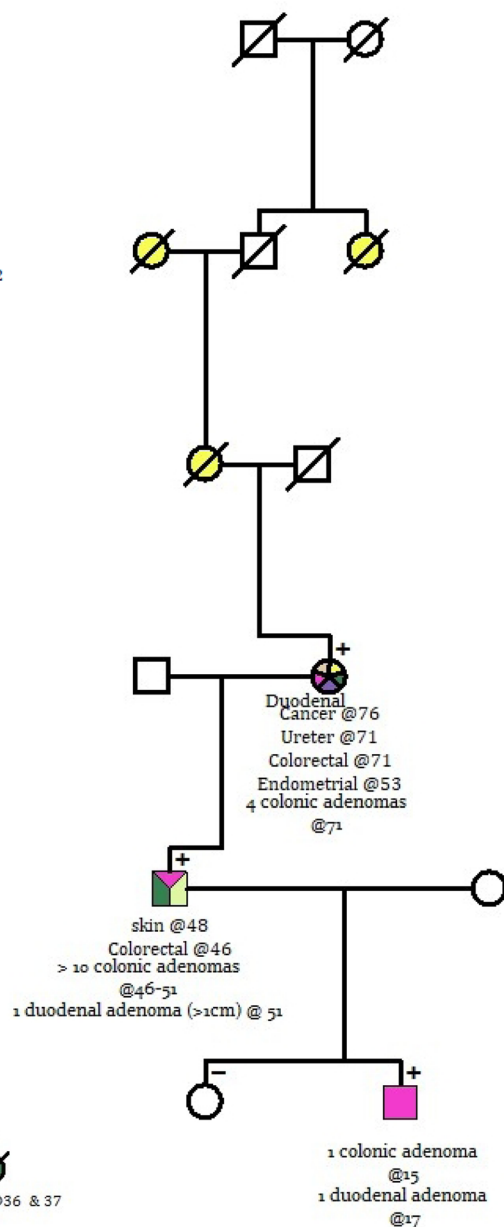 2
+
Duodenal
Cancer @76
Ureter @71
Colorectal @71
Endometrial @53
4 colonic adenomas
@71
+
skin @48
Colorectal @46
> 10 colonic adenomas
@46-51
1 duodenal adenoma (>1cm) @ 51
−
+
1 colonic adenoma
@15
1 duodenal adenoma
@17
@36 & 37